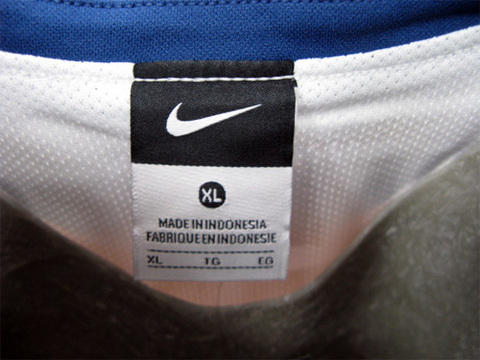 XL
MADE IN INDONESIA
FABRIQUE EN INDONESIE
XL TG EG